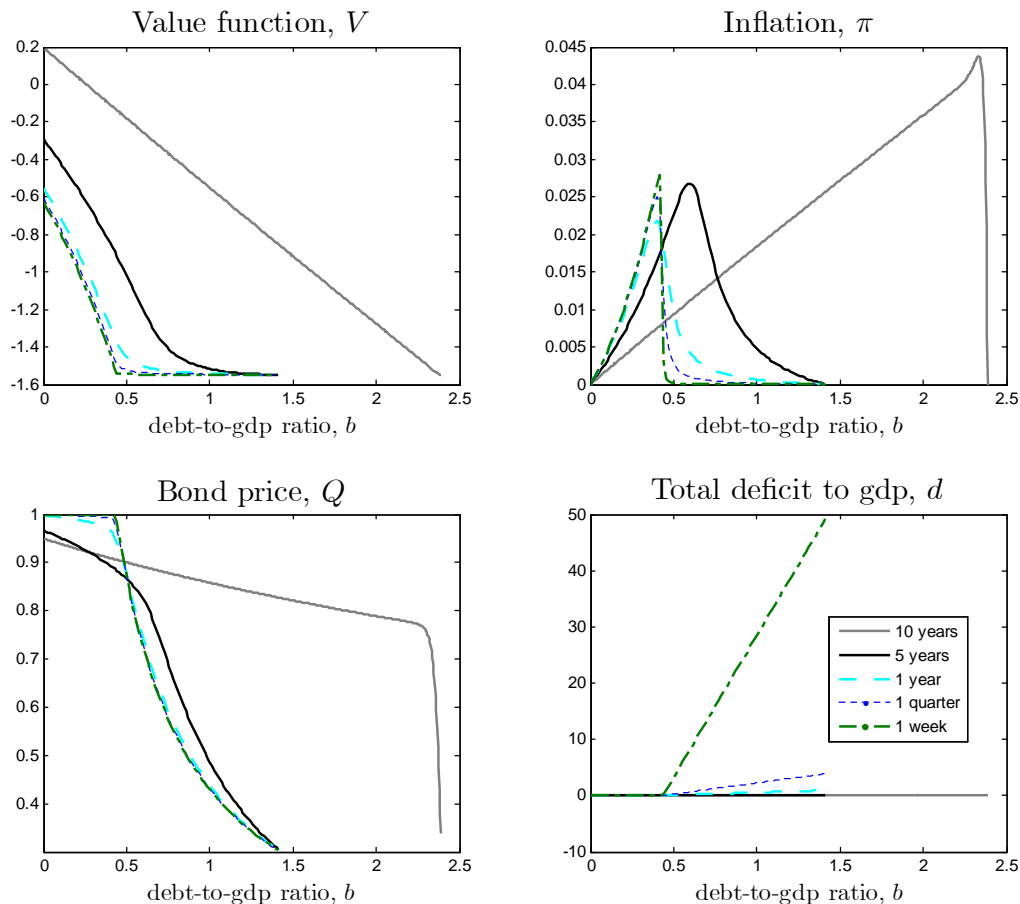 Value function, V
0.2
0
-0.2
-0.4
-0.6
-0.8
-1
-1.2
-1.4
-1.6
0 0.5 1 1.5 2 2.5
debt-to-gdp ratio, b
Inflation, π
0.045
0.04
0.035
0.03
0.025
0.02
0.015
0.01
0.005
0
0 0.5 1 1.5 2 2.5
debt-to-gdp ratio, b
Bond price, Q
1
0.9
0.8
0.7
0.6
0.5
0.4
0 0.5 1 1.5 2 2.5
debt-to-gdp ratio, b
Total deficit to gdp, d
50
40
30
20
10
0
-10
0 0.5 1 1.5 2 2.5
debt-to-gdp ratio, b
10 years
5 years
1 year
1 quarter
1 week